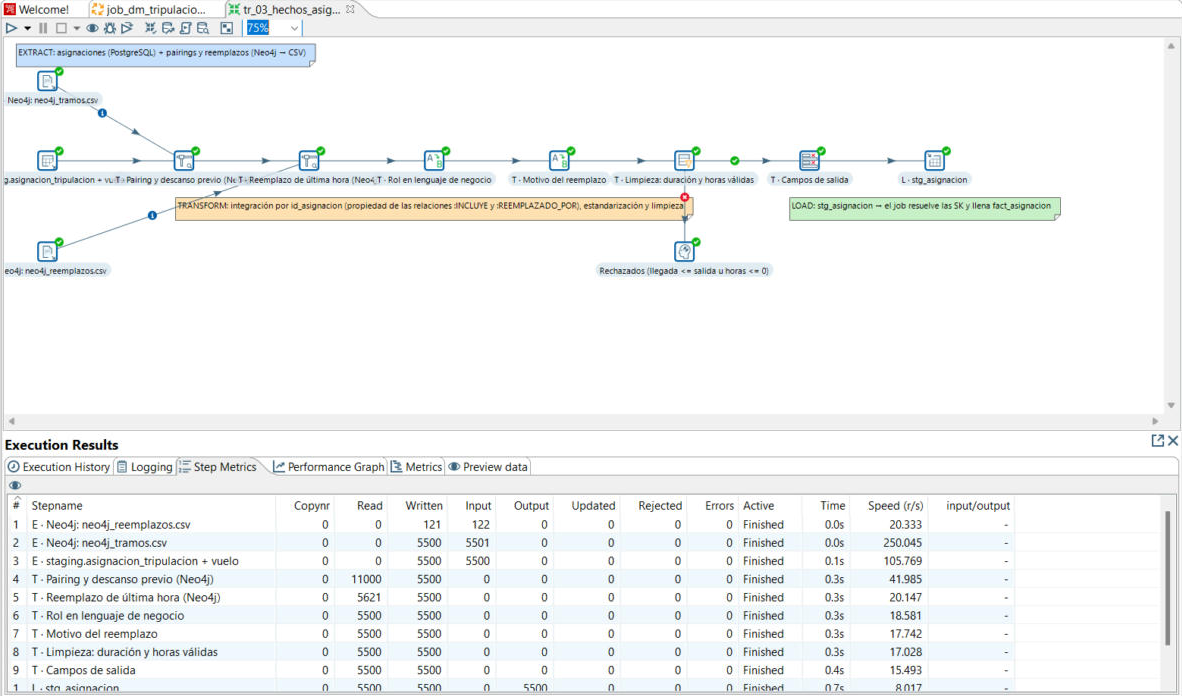 Welcome!
job_dm_tripulacio...
tr_03_hechos_asig...
75%
EXTRACT: asignaciones (PostgreSQL) + pairings y reemplazos (Neo4j → CSV)
Neo4j: neo4j_tramos.csv
g.asignacion_tripulacion + vu
T · Pairing y descanso previo (Ne
T · Reemplazo de última hora (Neo4
T · Rol en lenguaje de negocio
T · Motivo del reemplazo
T · Limpieza: duración y horas válidas
T · Campos de salida
L · stg_asignacion
TRANSFORM: integración por id_asignacion (propiedad de las relaciones :INCLUYE y :REEMPLAZADO_POR), estandarización y limpieza
LOAD: stg_asignacion → el job resuelve las SK y llena fact_asignacion
eo4j: neo4j_reemplazos.csv
Rechazados (llegada <= salida u horas <= 0)
Execution Results
Execution History Logging Step Metrics Performance Graph Metrics Preview data
# Stepname Copynr Read Written Input Output Updated Rejected Errors Active Time Speed (r/s) input/output
1 E · Neo4j: neo4j_reemplazos.csv 0 0 121 122 0 0 0 0 Finished 0.0s 20.333 -
2 E · Neo4j: neo4j_tramos.csv 0 0 5500 5501 0 0 0 0 Finished 0.0s 250.045 -
3 E · staging.asignacion_tripulacion + vuelo 0 0 5500 5500 0 0 0 0 Finished 0.1s 105.769 -
4 T · Pairing y descanso previo (Neo4j) 0 11000 5500 0 0 0 0 0 Finished 0.3s 41.985 -
5 T · Reemplazo de última hora (Neo4j) 0 5621 5500 0 0 0 0 0 Finished 0.3s 20.147 -
6 T · Rol en lenguaje de negocio 0 5500 5500 0 0 0 0 0 Finished 0.3s 18.581 -
7 T · Motivo del reemplazo 0 5500 5500 0 0 0 0 0 Finished 0.3s 17.742 -
8 T · Limpieza: duración y horas válidas 0 5500 5500 0 0 0 0 0 Finished 0.3s 17.028 -
9 T · Campos de salida 0 5500 5500 0 0 0 0 0 Finished 0.4s 15.493 -
1 L · stg_asignacion 0 5500 5500 0 5500 0 0 0 Finished 0.7s 8.017 -